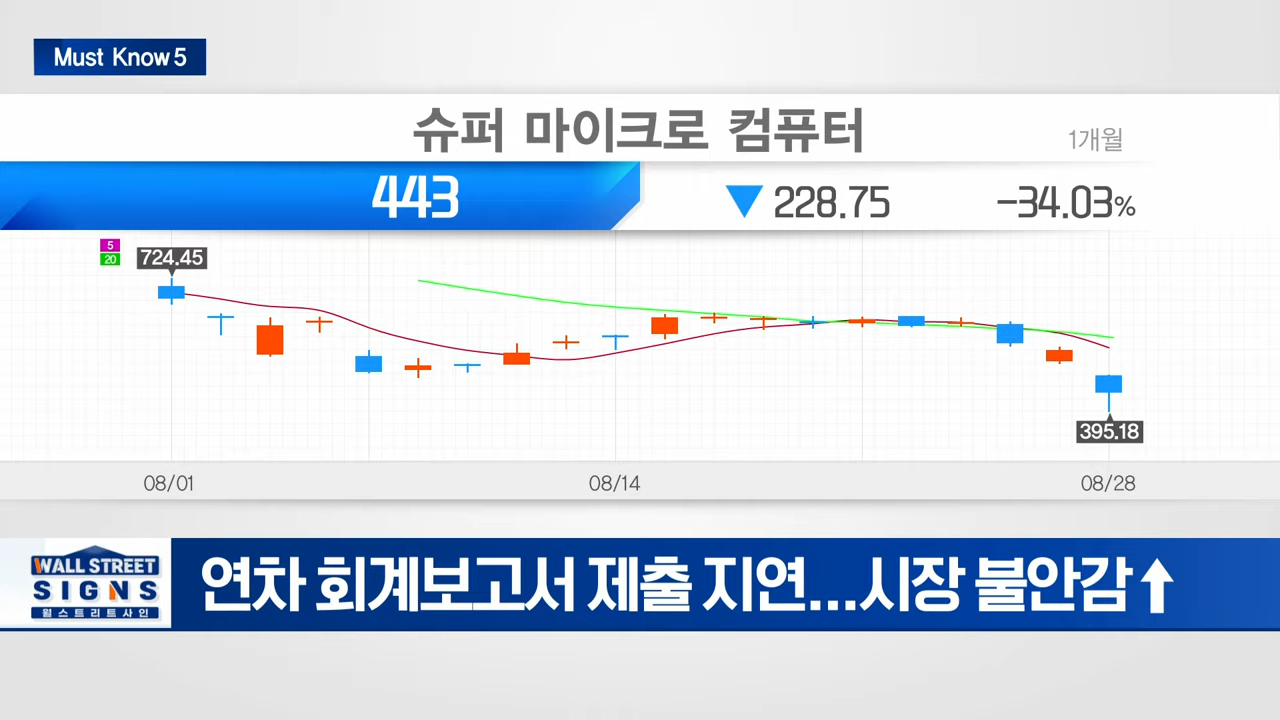 Must Know 5
슈퍼 마이크로 컴퓨터
1개월
443
▼ 228.75
-34.03%
5
20
724.45
395.18
08/01
08/14
08/28
WALL STREET
SIGNS
월스트리트사인
연차 회계보고서 제출 지연...시장 불안감↑